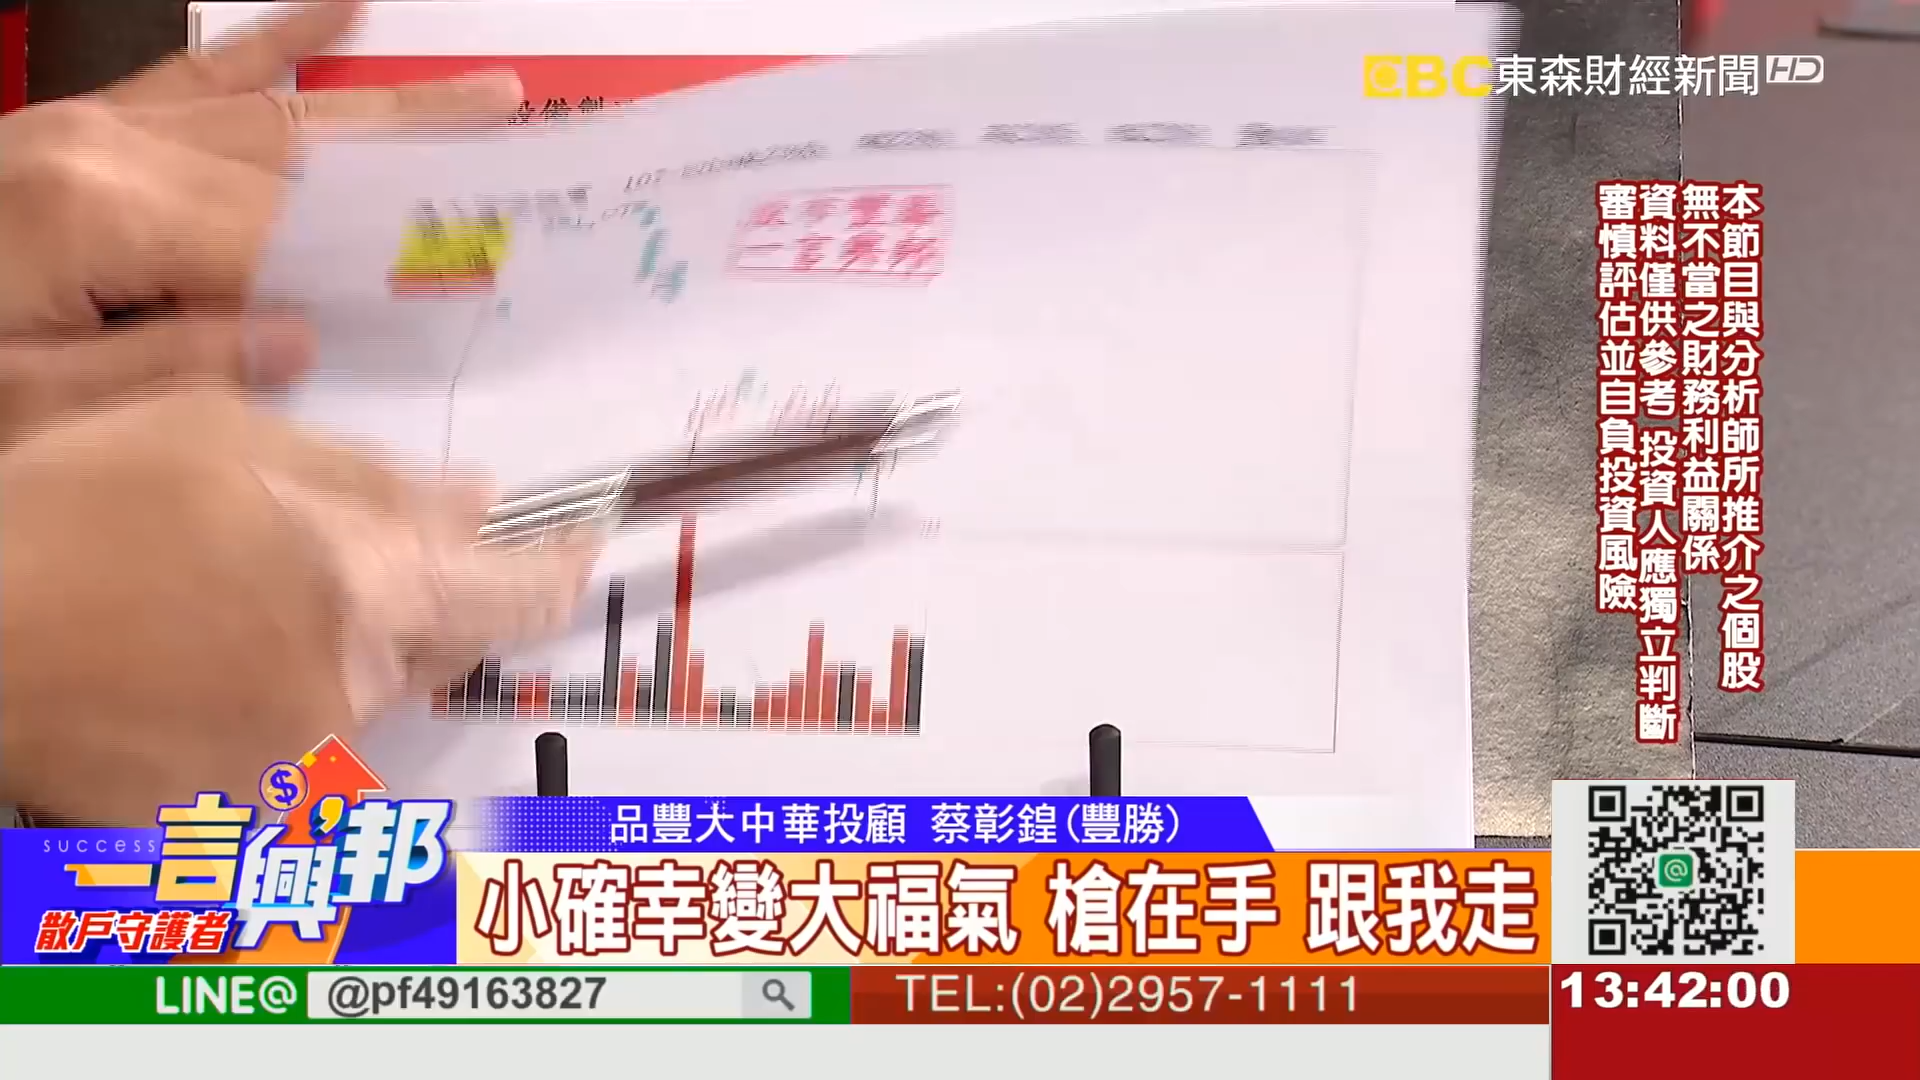 EBC東森財經新聞HD
本節目與分析師所推介之個股
無不當之財務利益關係
資料僅供參考 投資人應獨立判斷
審慎評估並自負投資風險
品豐大中華投顧 蔡彰鍠(豐勝)
success
一言興邦
散戶守護者
小確幸變大福氣 槍在手 跟我走
LINE@ @pf49163827
TEL:(02)2957-1111
13:42:00